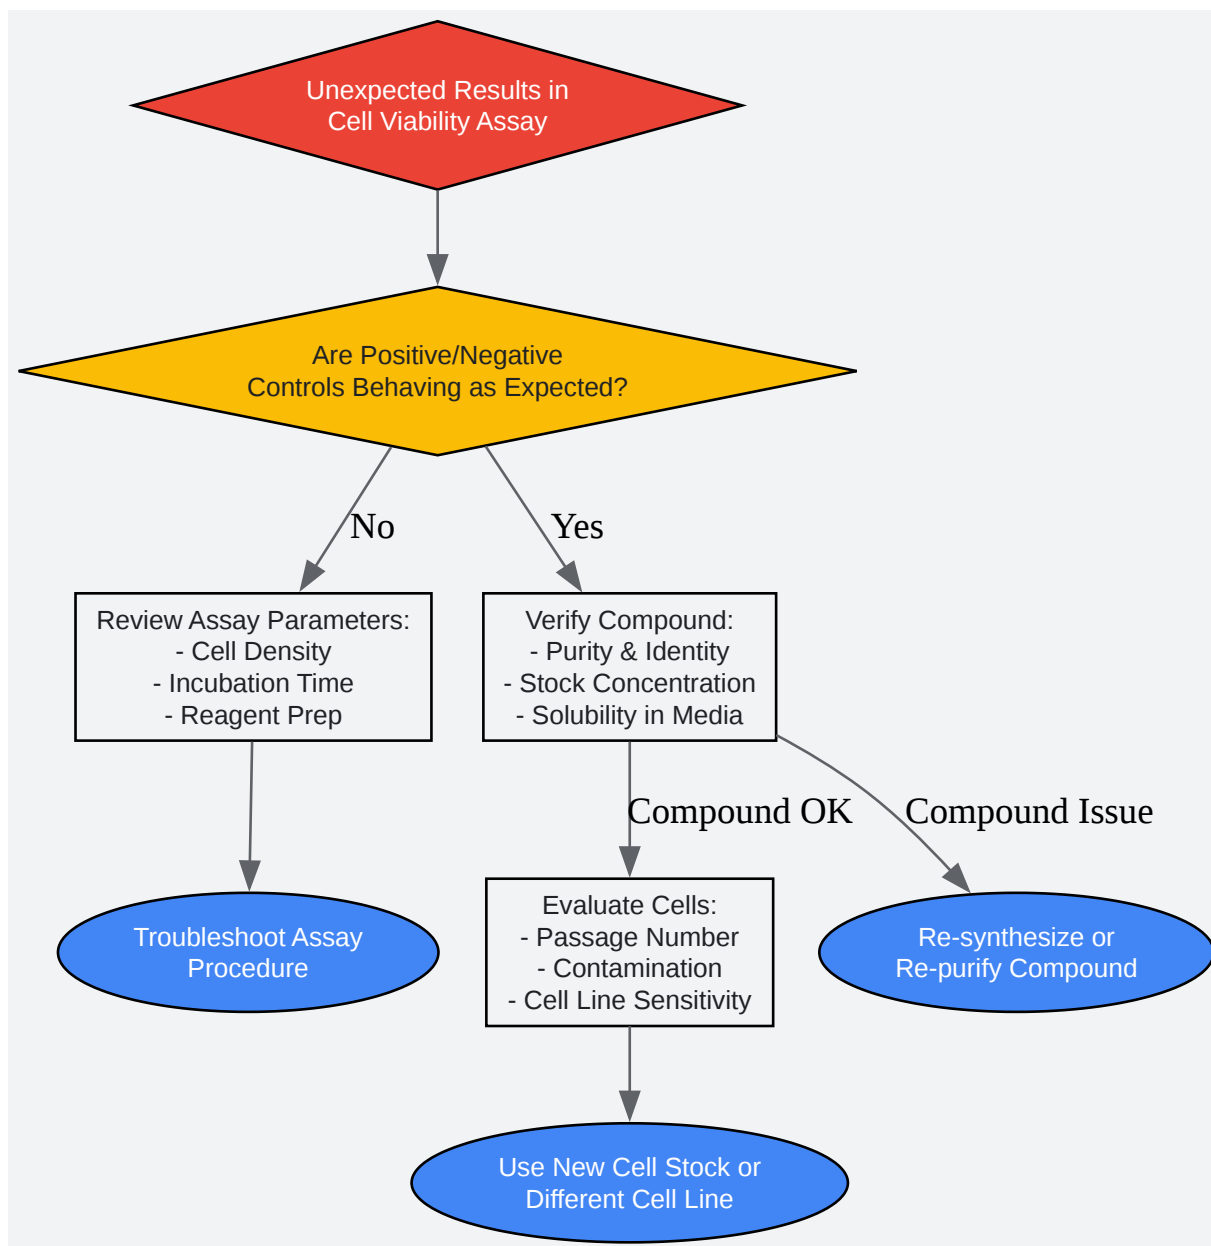 Unexpected Results in
Cell Viability Assay
Are Positive/Negative
Controls Behaving as Expected?
No
Yes
Review Assay Parameters:
- Cell Density
- Incubation Time
- Reagent Prep
Verify Compound:
- Purity & Identity
- Stock Concentration
- Solubility in Media
Compound OK
Compound Issue
Troubleshoot Assay
Procedure
Evaluate Cells:
- Passage Number
- Contamination
- Cell Line Sensitivity
Re-synthesize or
Re-purify Compound
Use New Cell Stock or
Different Cell Line